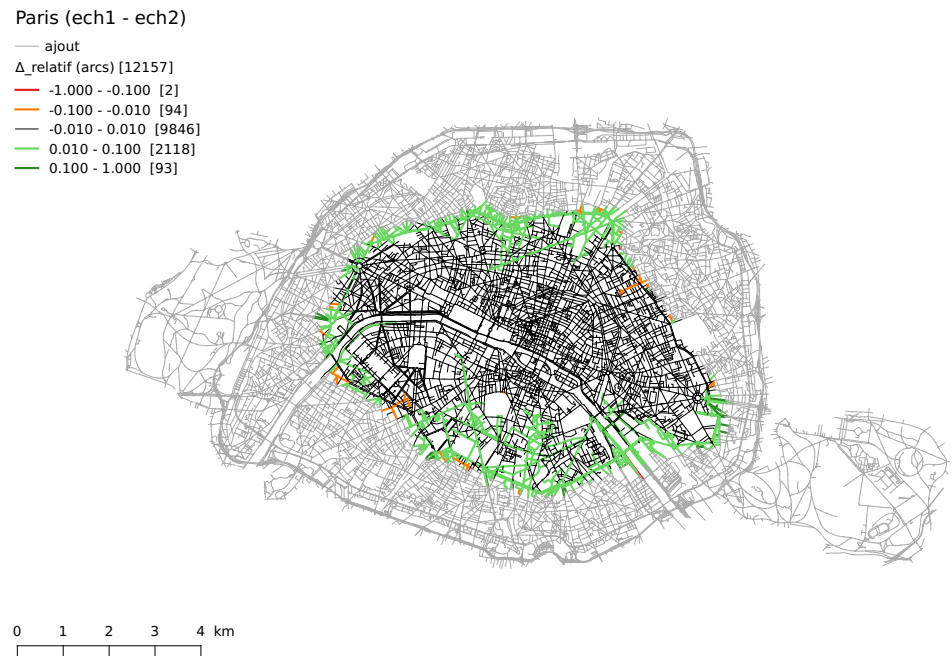 Paris (ech1 - ech2)
ajout
Δ_relatif (arcs) [12157]
-1.000 - -0.100 [2]
-0.100 - -0.010 [94]
-0.010 - 0.010 [9846]
0.010 - 0.100 [2118]
0.100 - 1.000 [93]
0 1 2 3 4 km